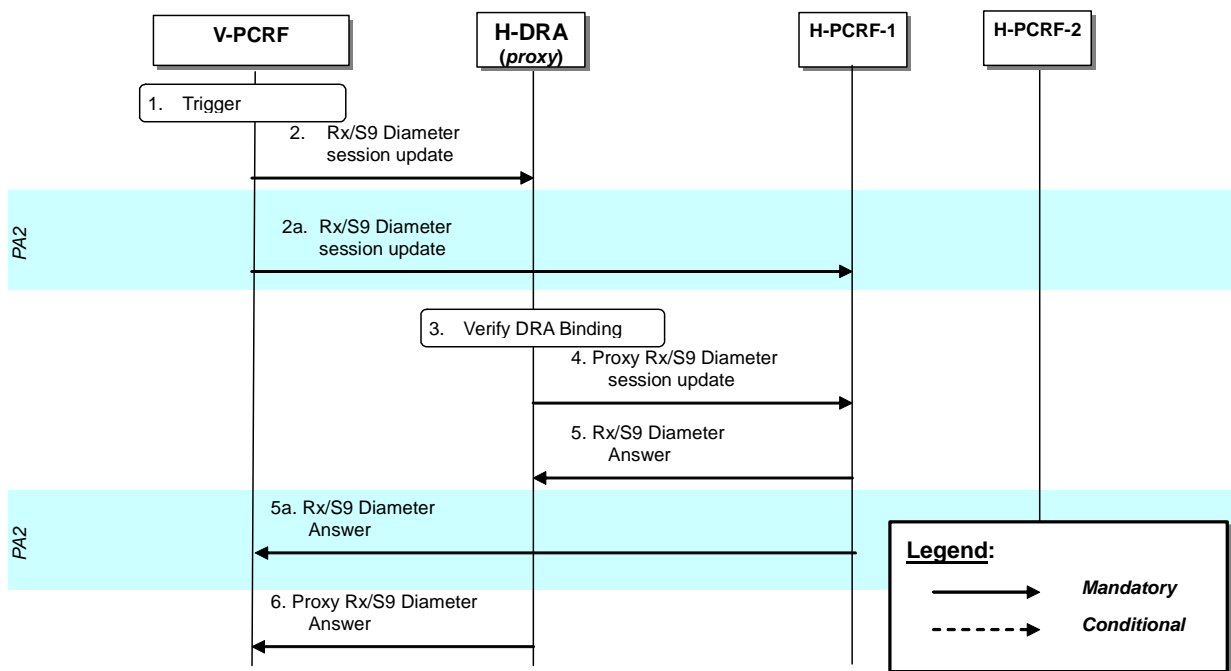 V-PCRF
H-DRA
(proxy)
H-PCRF-1
H-PCRF-2
1. Trigger
2. Rx/S9 Diameter
session update
PA2
2a. Rx/S9 Diameter
session update
3. Verify DRA Binding
4. Proxy Rx/S9 Diameter
session update
5. Rx/S9 Diameter
Answer
PA2
5a. Rx/S9 Diameter
Answer
6. Proxy Rx/S9 Diameter
Answer
Legend:
Mandatory
Conditional